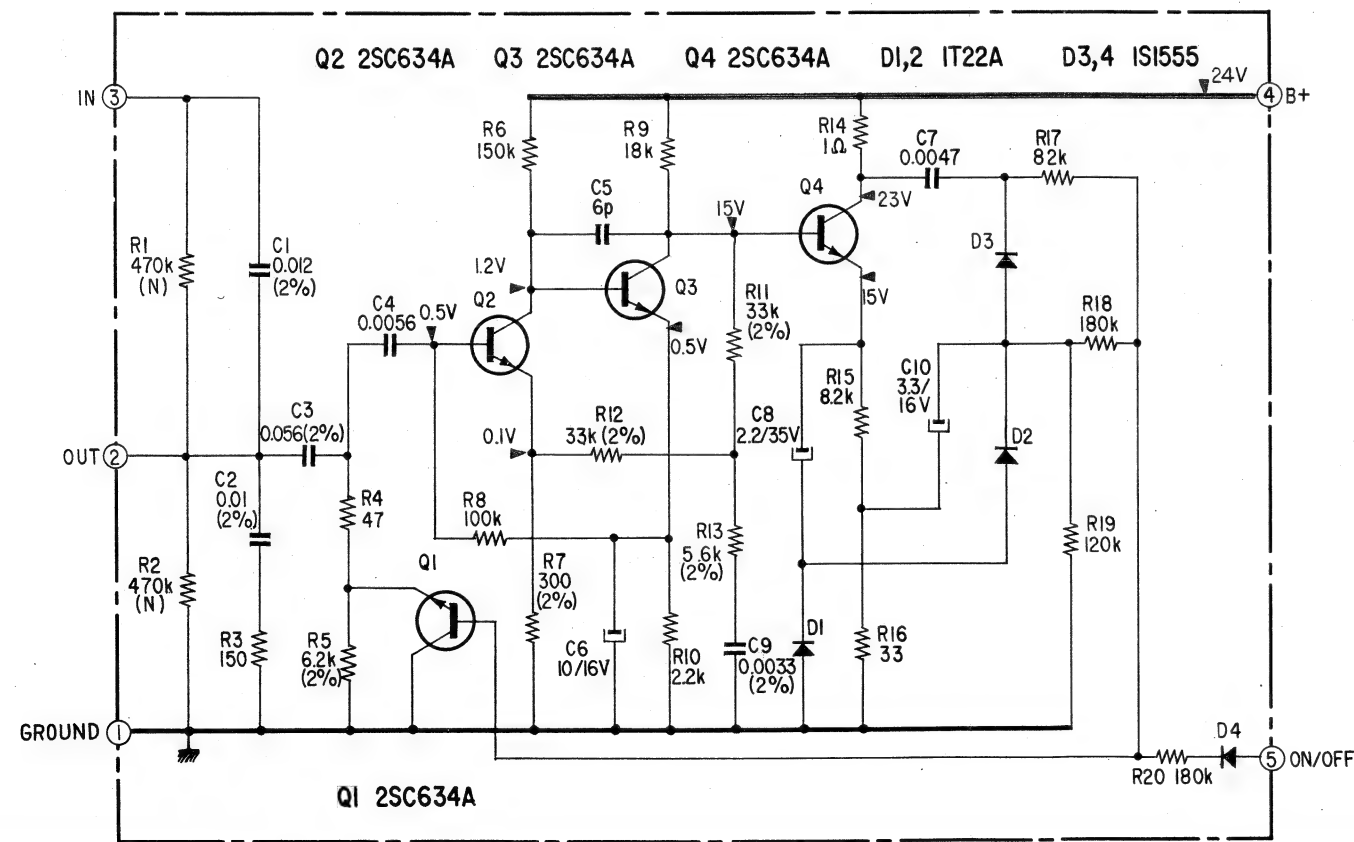 Q2 2SC634A Q3 2SC634A Q4 2SC634A D1,2 1T22A D3,4 1S1555
24V
IN 3
4 B+
R6
150k
R9
18k
R14
1Ω
C7
0.0047
R17
82k
C5
6p
Q4
15V
23V
R1
470k
(N)
C1
0.012
(2%)
D3
1.2V
Q2
Q3
15V
C4
0.0056
0.5V
R11
33k
(2%)
R18
180k
0.5V
R15
8.2k
C10
3.3/
16V
C3
0.056(2%)
R12
33k (2%)
C8
2.2/35V
0.1V
D2
OUT 2
C2
0.01
(2%)
R4
47
R8
100k
R13
5.6k
(2%)
R19
120k
R2
470k
(N)
Q1
R7
300
(2%)
R3
150
R5
6.2k
(2%)
C6
10/16V
R10
2.2k
C9
0.0033
(2%)
D1
R16
33
GROUND 1
D4
5 ON/OFF
R20 180k
Q1 2SC634A